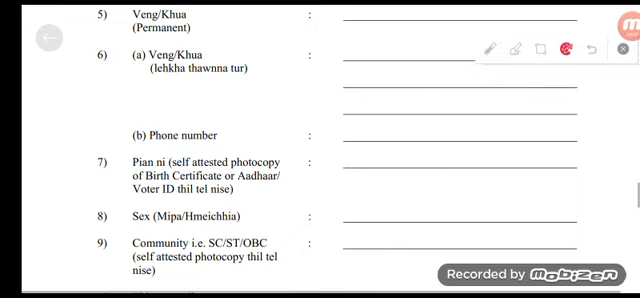 5) Veng/Khua :
(Permanent)
6) (a) Veng/Khua :
(lehkha thawnna tur)
(b) Phone number :
7) Pian ni (self attested photocopy :
of Birth Certificate or Aadhaar/
Voter ID thil tel nise)
8) Sex (Mipa/Hmeichhia) :
9) Community i.e. SC/ST/OBC :
(self attested photocopy thil tel
nise)
Recorded by mobizen